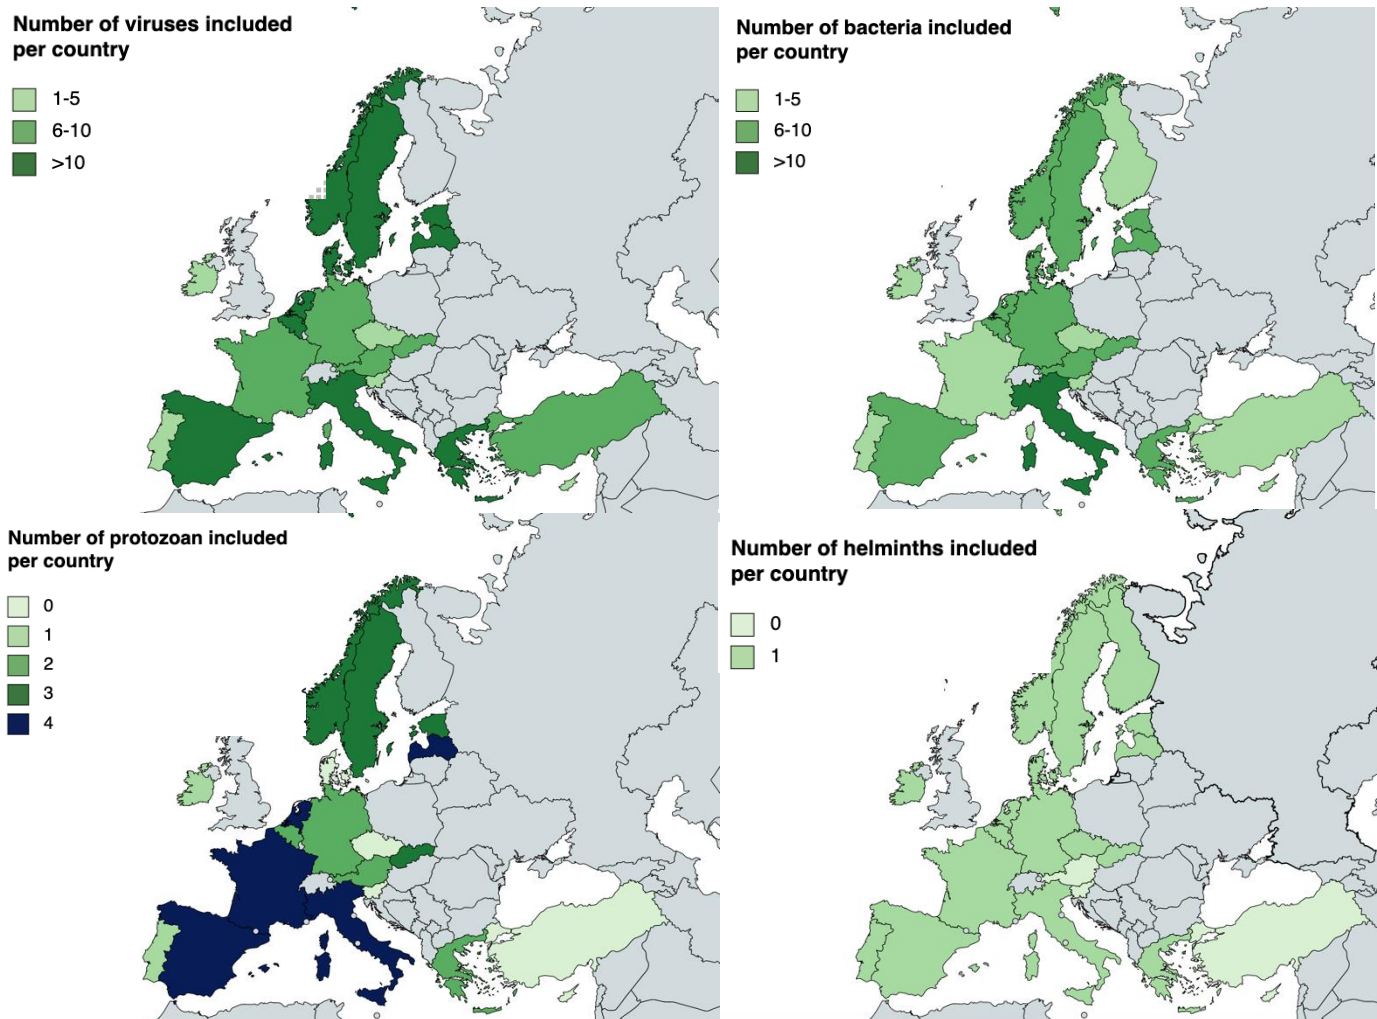 Number of viruses included
per country
1-5
6-10
>10
Number of bacteria included
per country
1-5
6-10
>10
Number of protozoan included
per country
0
1
2
3
4
Number of helminths included
per country
0
1